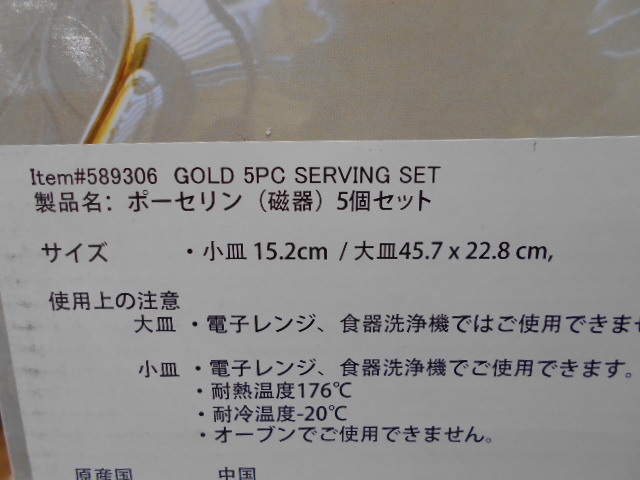 Item#589306 GOLD 5PC SERVING SET
製品名: ポーセリン（磁器）5個セット
サイズ ・小皿 15.2cm / 大皿45.7 x 22.8 cm,
使用上の注意
大皿 ・電子レンジ、食器洗浄機ではご使用できませ
小皿 ・電子レンジ、食器洗浄機でご使用できます。
・耐熱温度176℃
・耐冷温度-20℃
・オーブンでご使用できません。
原産国 中国